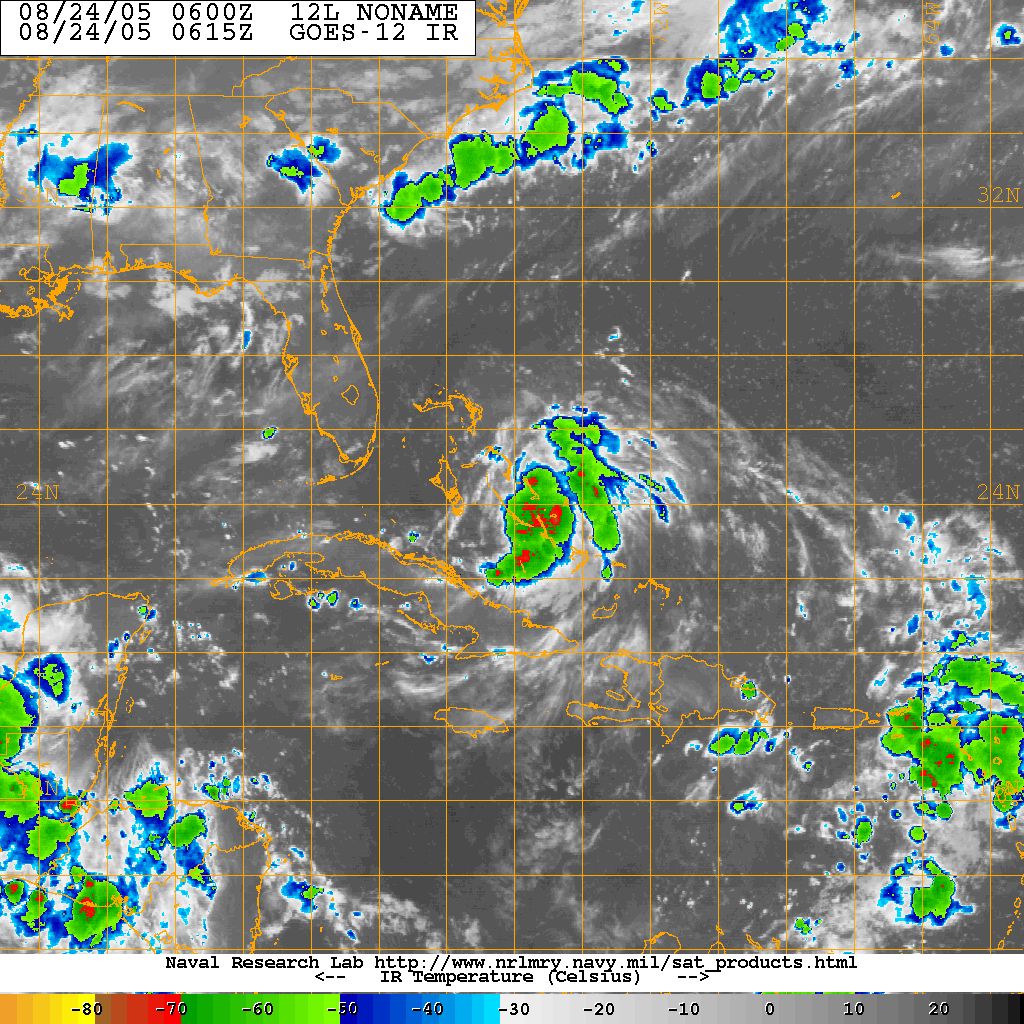 08/24/05 0600Z 12L NONAME
08/24/05 0615Z GOES-12 IR
32N
24N 24N
Naval Research Lab http://www.nrlmry.navy.mil/sat_products.html
<-- IR Temperature (Celsius) -->
-80 -70 -60 -50 -40 -30 -20 -10 0 10 20